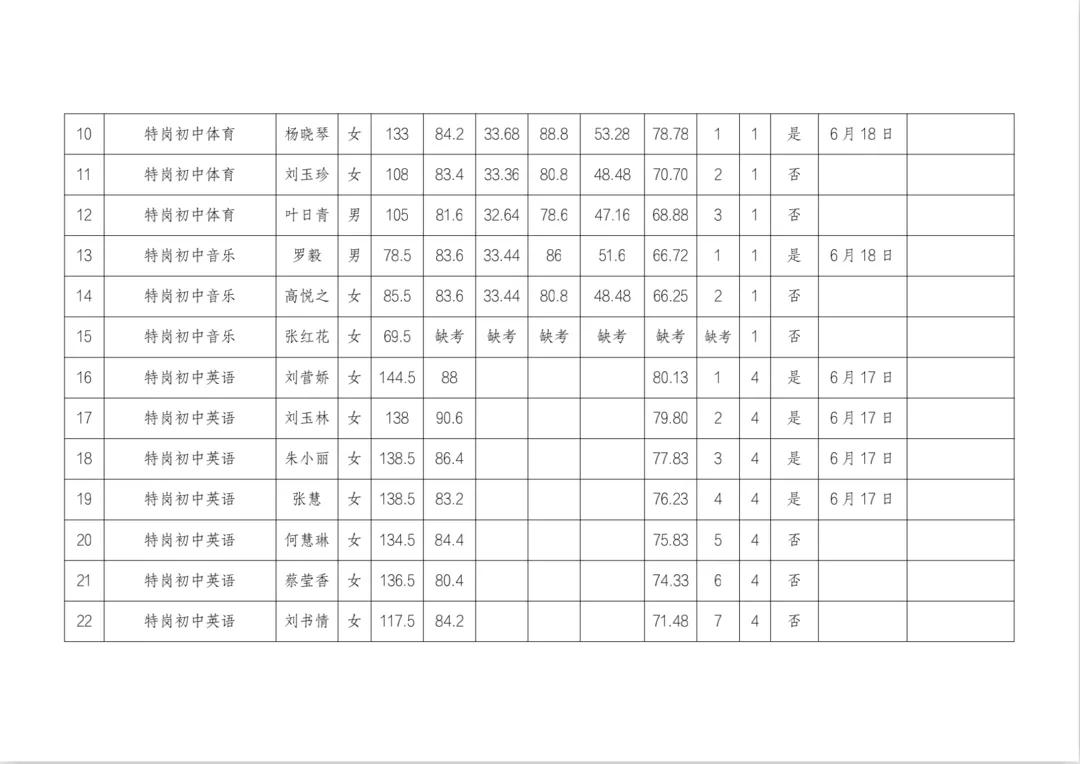 10 特岗初中体育 杨晓琴 女 133 84.2 33.68 88.8 53.28 78.78 1 1 是 6月18日
11 特岗初中体育 刘玉珍 女 108 83.4 33.36 80.8 48.48 70.70 2 1 否
12 特岗初中体育 叶日青 男 105 81.6 32.64 78.6 47.16 68.88 3 1 否
13 特岗初中音乐 罗毅 男 78.5 83.6 33.44 86 51.6 66.72 1 1 是 6月18日
14 特岗初中音乐 高悦之 女 85.5 83.6 33.44 80.8 48.48 66.25 2 1 否
15 特岗初中音乐 张红花 女 69.5 缺考 缺考 缺考 缺考 缺考 缺考 1 否
16 特岗初中英语 刘营娇 女 144.5 88 80.13 1 4 是 6月17日
17 特岗初中英语 刘玉林 女 138 90.6 79.80 2 4 是 6月17日
18 特岗初中英语 朱小丽 女 138.5 86.4 77.83 3 4 是 6月17日
19 特岗初中英语 张慧 女 138.5 83.2 76.23 4 4 是 6月17日
20 特岗初中英语 何慧琳 女 134.5 84.4 75.83 5 4 否
21 特岗初中英语 蔡莹香 女 136.5 80.4 74.33 6 4 否
22 特岗初中英语 刘书情 女 117.5 84.2 71.48 7 4 否